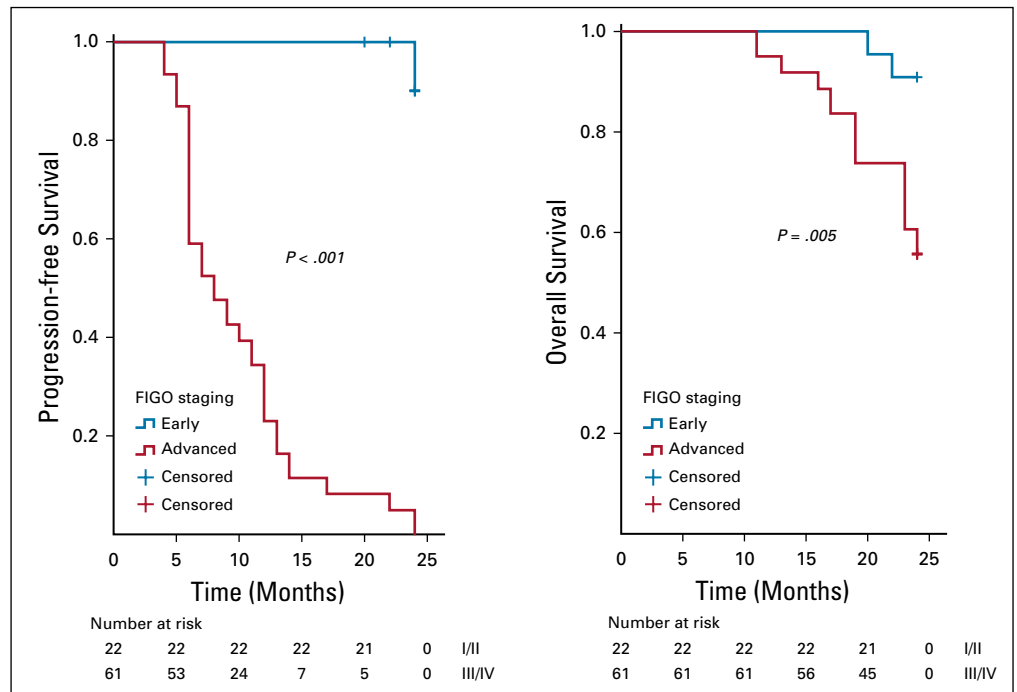 Progression-free Survival
1.0
0.8
0.6
0.4
0.2
P < .001
FIGO staging
Early
Advanced
Censored
Censored
0 5 10 15 20 25
Time (Months)
Number at risk
22 22 22 22 21 0 I/II
61 53 24 7 5 0 III/IV
Overall Survival
1.0
0.8
0.6
0.4
0.2
P = .005
FIGO staging
Early
Advanced
Censored
Censored
0 5 10 15 20 25
Time (Months)
Number at risk
22 22 22 22 21 0 I/II
61 61 61 56 45 0 III/IV